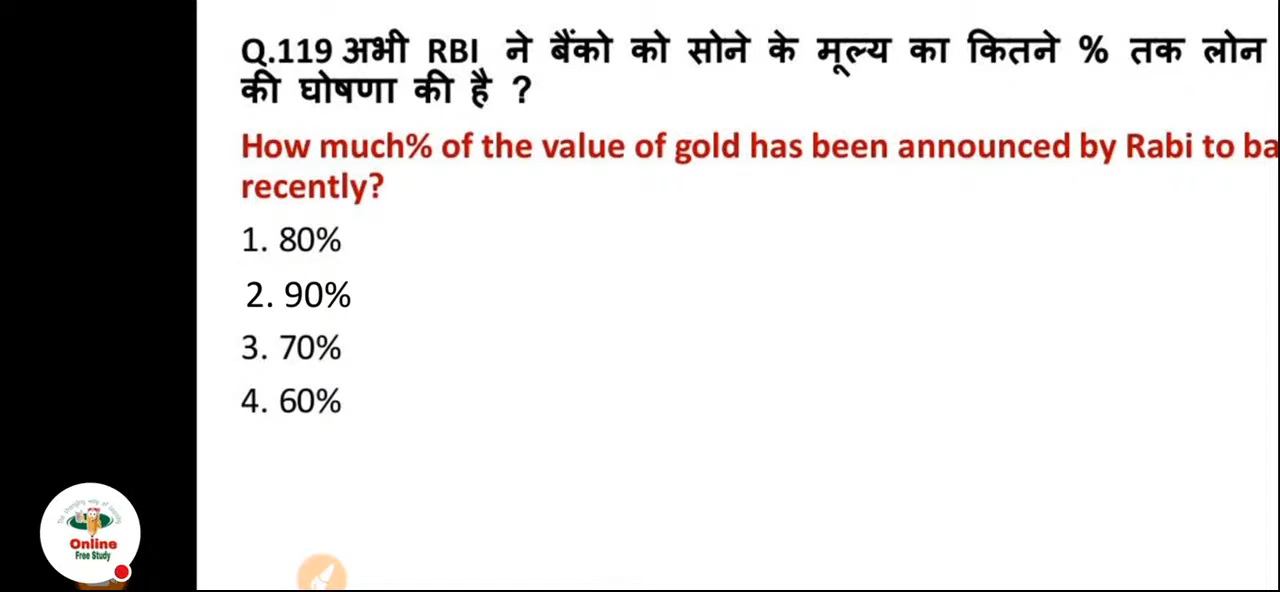 Q.119 अभी RBI ने बैंको को सोने के मूल्य का कितने % तक लोन
की घोषणा की है ?
How much% of the value of gold has been announced by Rabi to ba
recently?
1. 80%
2. 90%
3. 70%
4. 60%
Online
Free Study